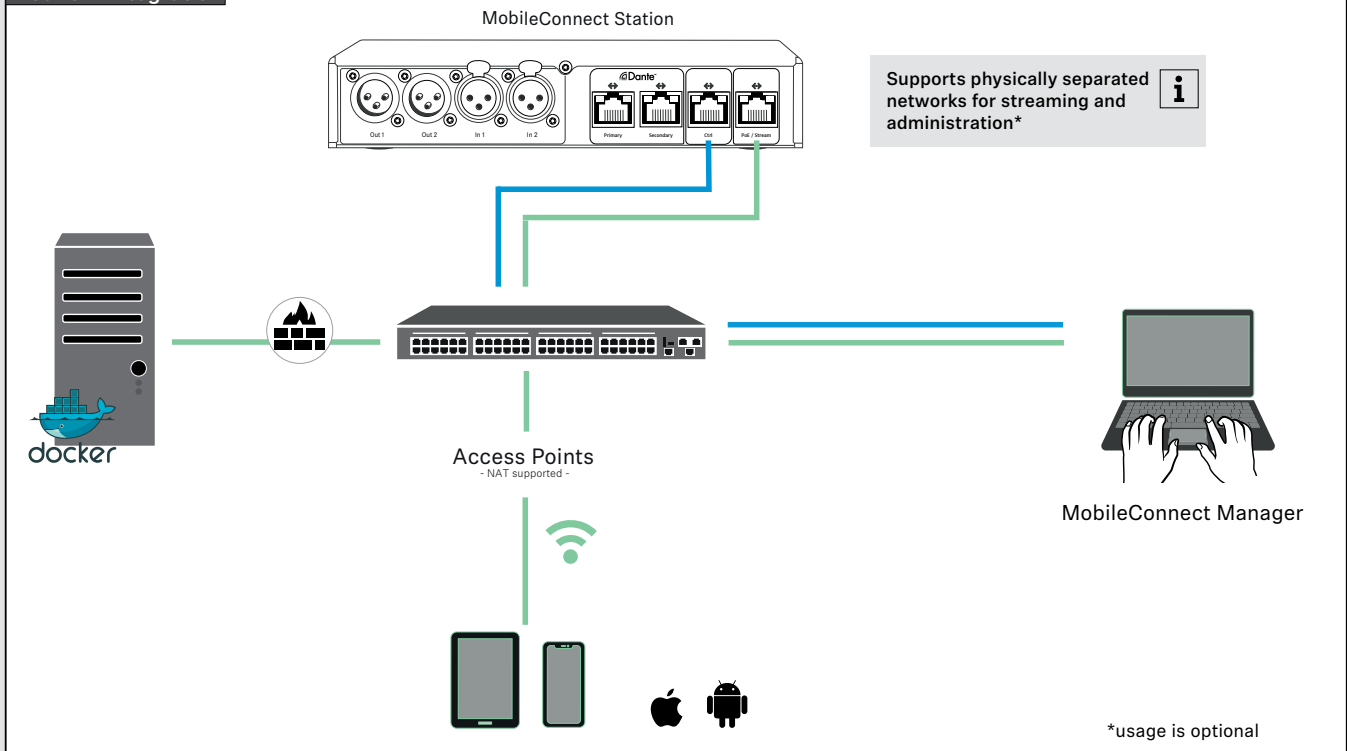 MobileConnect Station
Dante
Out 1
Out 2
In 1
In 2
Primary
Secondary
Ctrl
PoE / Stream
Supports physically separated
networks for streaming and
administration*
i
docker
Access Points
- NAT supported -
MobileConnect Manager
*usage is optional